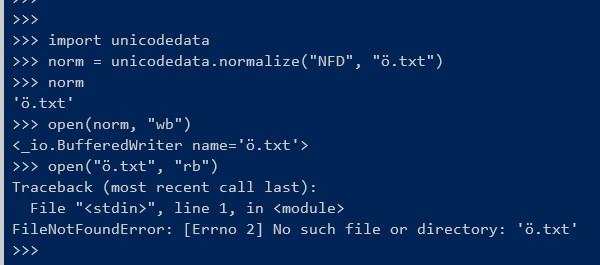 >>>
>>>
>>> import unicodedata
>>> norm = unicodedata.normalize("NFD", "ö.txt")
>>> norm
'ö.txt'
>>> open(norm, "wb")
<_io.BufferedWriter name='ö.txt'>
>>> open("ö.txt", "rb")
Traceback (most recent call last):
  File "<stdin>", line 1, in <module>
FileNotFoundError: [Errno 2] No such file or directory: 'ö.txt'
>>>